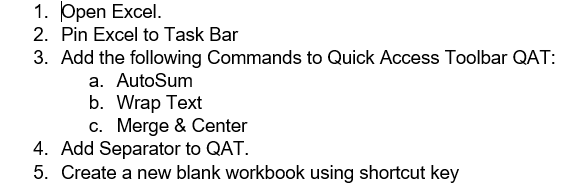 1. Open Excel.
2. Pin Excel to Task Bar
3. Add the following Commands to Quick Access Toolbar QAT:
a. AutoSum
b. Wrap Text
c. Merge & Center
4. Add Separator to QAT.
5. Create a new blank workbook using shortcut key